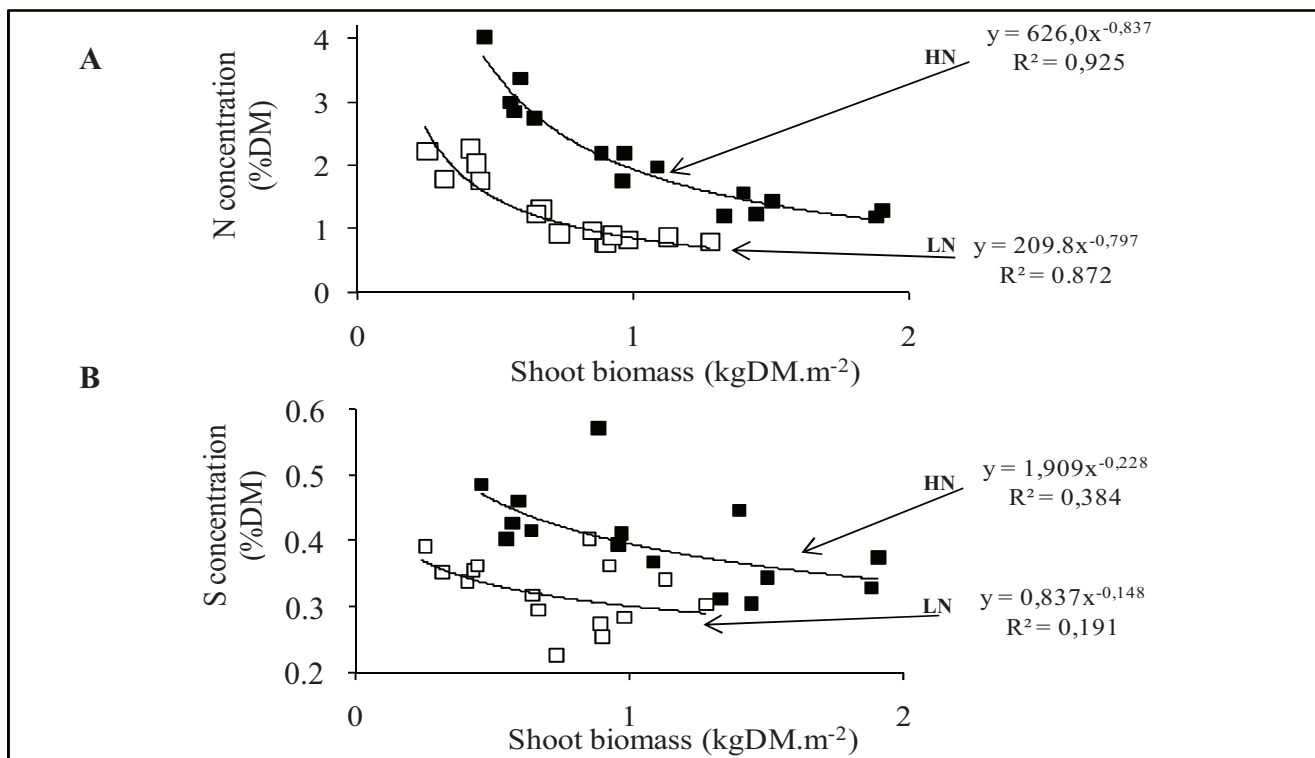 A
N concentration
(%DM)
4
3
2
1
0
0 1 2
Shoot biomass (kgDM.m⁻²)
HN
y = 626,0x⁻⁰,⁸³⁷
R² = 0,925
LN
y = 209.8x⁻⁰,⁷⁹⁷
R² = 0.872
B
S concentration
(%DM)
0.6
0.5
0.4
0.3
0.2
0 1 2
Shoot biomass (kgDM.m⁻²)
HN
y = 1,909x⁻⁰,²²⁸
R² = 0,384
LN
y = 0,837x⁻⁰,¹⁴⁸
R² = 0,191